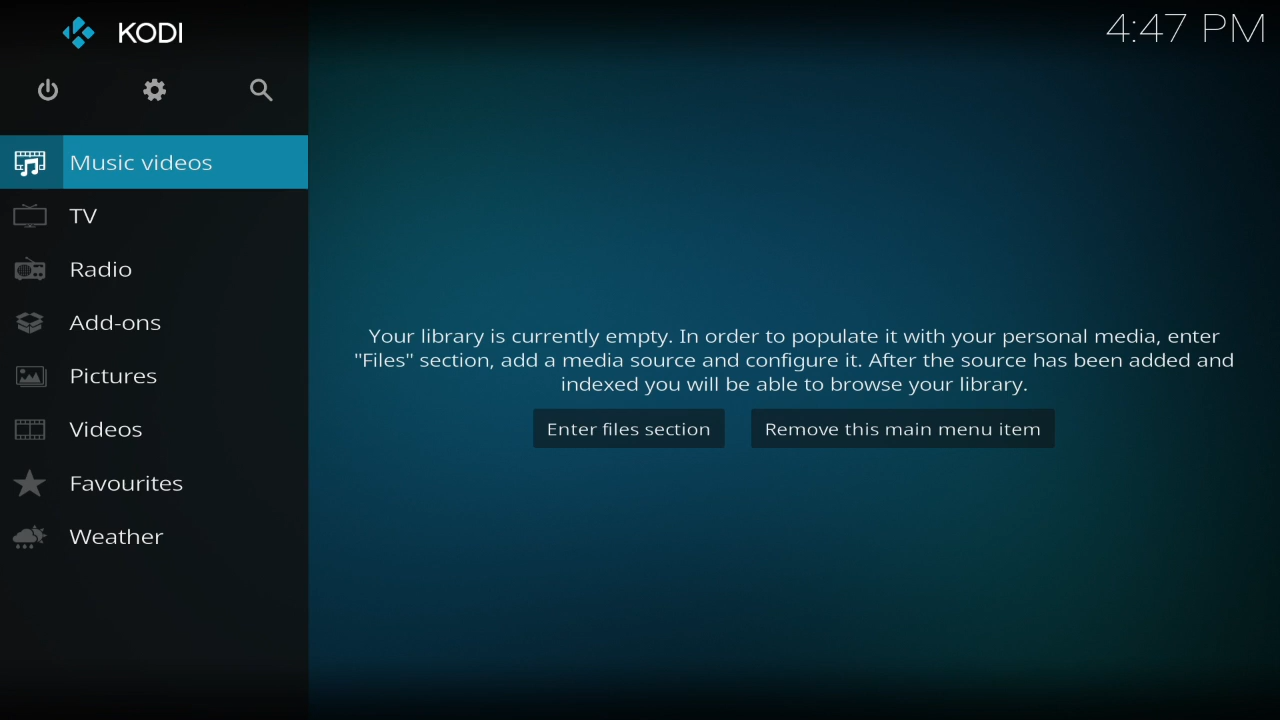 KODI
4:47 PM
Music videos
TV
Radio
Add-ons
Pictures
Videos
Favourites
Weather
Your library is currently empty. In order to populate it with your personal media, enter
"Files" section, add a media source and configure it. After the source has been added and
indexed you will be able to browse your library.
Enter files section
Remove this main menu item